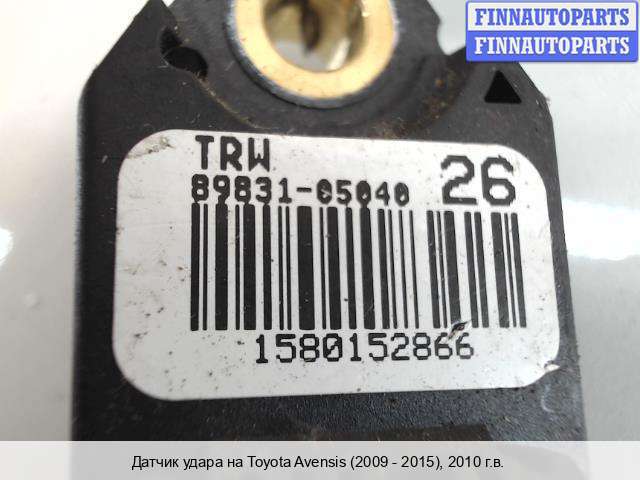 FINNAUTOPARTS
FINNAUTOPARTS
TRW
89831-05040 26
1580152866
Датчик удара на Toyota Avensis (2009 - 2015), 2010 г.в.